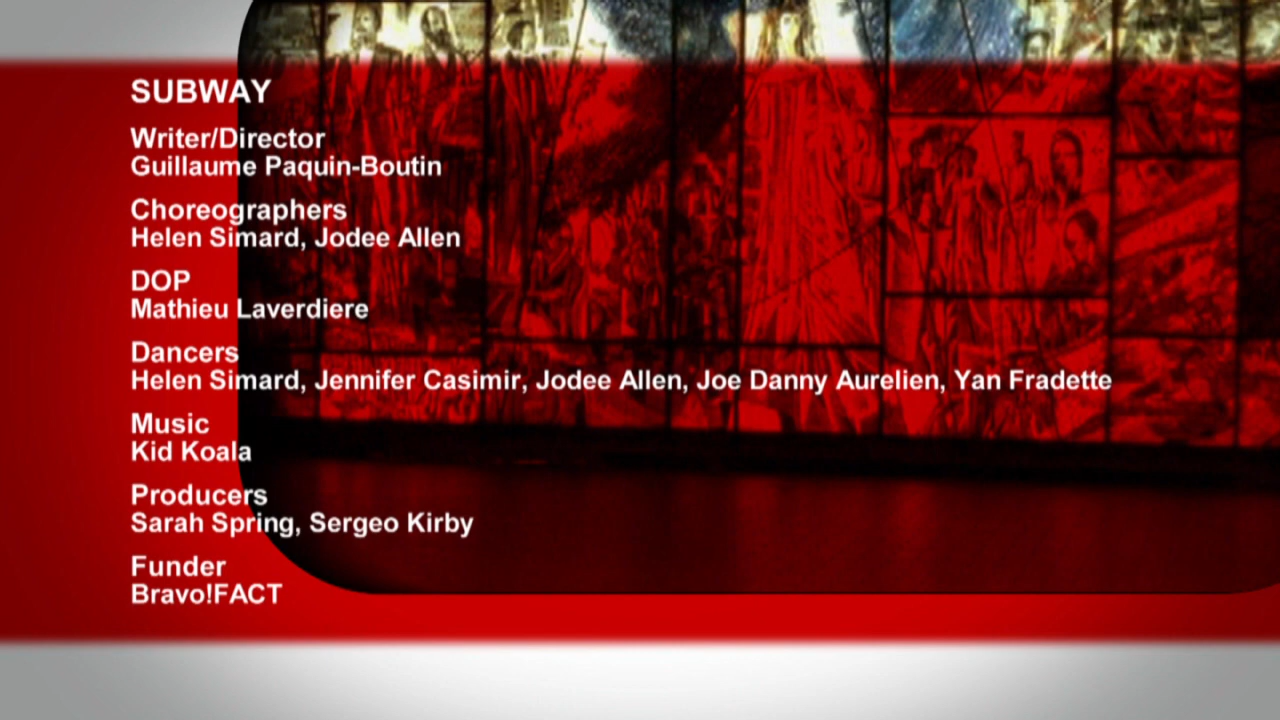 SUBWAY
Writer/Director
Guillaume Paquin-Boutin
Choreographers
Helen Simard, Jodee Allen
DOP
Mathieu Laverdiere
Dancers
Helen Simard, Jennifer Casimir, Jodee Allen, Joe Danny Aurelien, Yan Fradette
Music
Kid Koala
Producers
Sarah Spring, Sergeo Kirby
Funder
Bravo!FACT